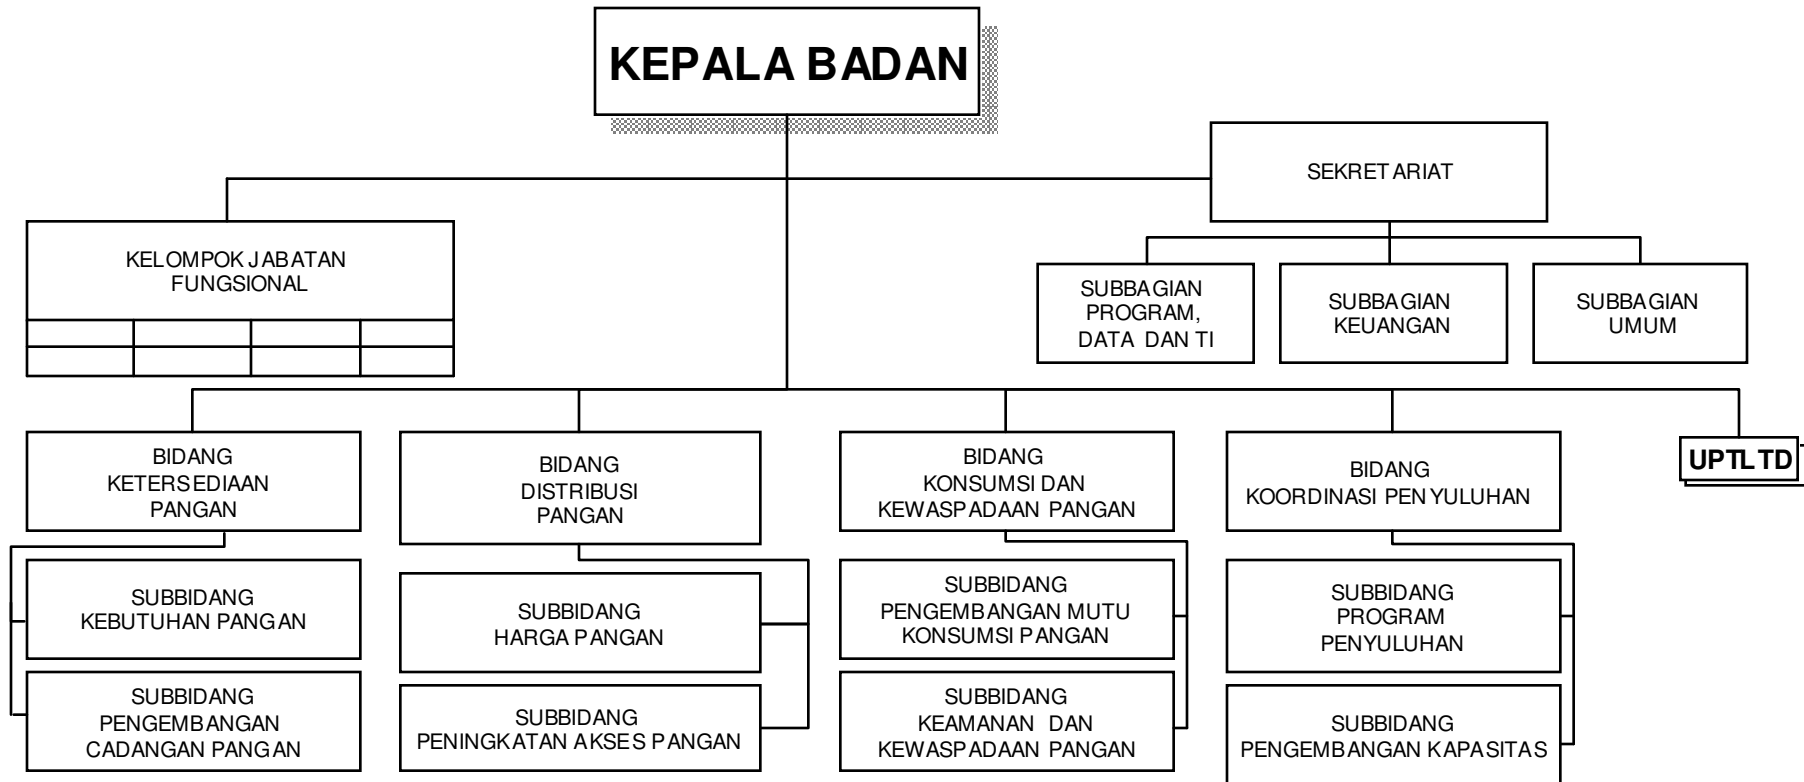 KEPALA BADAN
SEKRETARIAT
KELOMPOK JABATAN
FUNGSIONAL
SUBBAGIAN
PROGRAM,
DATA DAN TI
SUBBAGIAN
KEUANGAN
SUBBAGIAN
UMUM
BIDANG
KETERSEDIAAN
PANGAN
BIDANG
DISTRIBUSI
PANGAN
BIDANG
KONSUMSI DAN
KEWASPADAAN PANGAN
BIDANG
KOORDINASI PENYULUHAN
UPTLTD
SUBBIDANG
KEBUTUHAN PANGAN
SUBBIDANG
HARGA PANGAN
SUBBIDANG
PENGEMBANGAN MUTU
KONSUMSI PANGAN
SUBBIDANG
PROGRAM
PENYULUHAN
SUBBIDANG
PENGEMBANGAN
CADANGAN PANGAN
SUBBIDANG
PENINGKATAN AKSES PANGAN
SUBBIDANG
KEAMANAN DAN
KEWASPADAAN PANGAN
SUBBIDANG
PENGEMBANGAN KAPASITAS